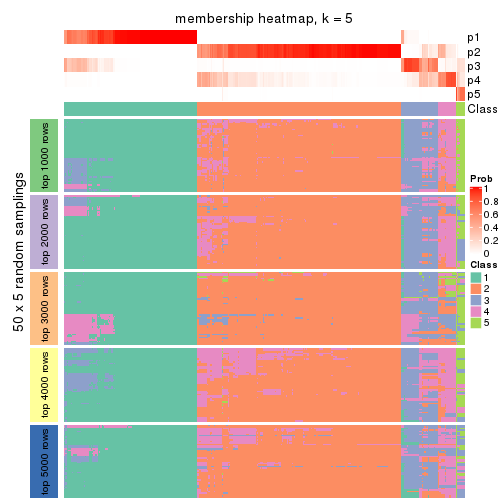 membership heatmap, k = 5
p1
p2
p3
p4
p5
Class
50 x 5 random samplings
top 1000 rows
top 2000 rows
top 3000 rows
top 4000 rows
top 5000 rows
Prob
1
0.8
0.6
0.4
0.2
0
Class
1
2
3
4
5